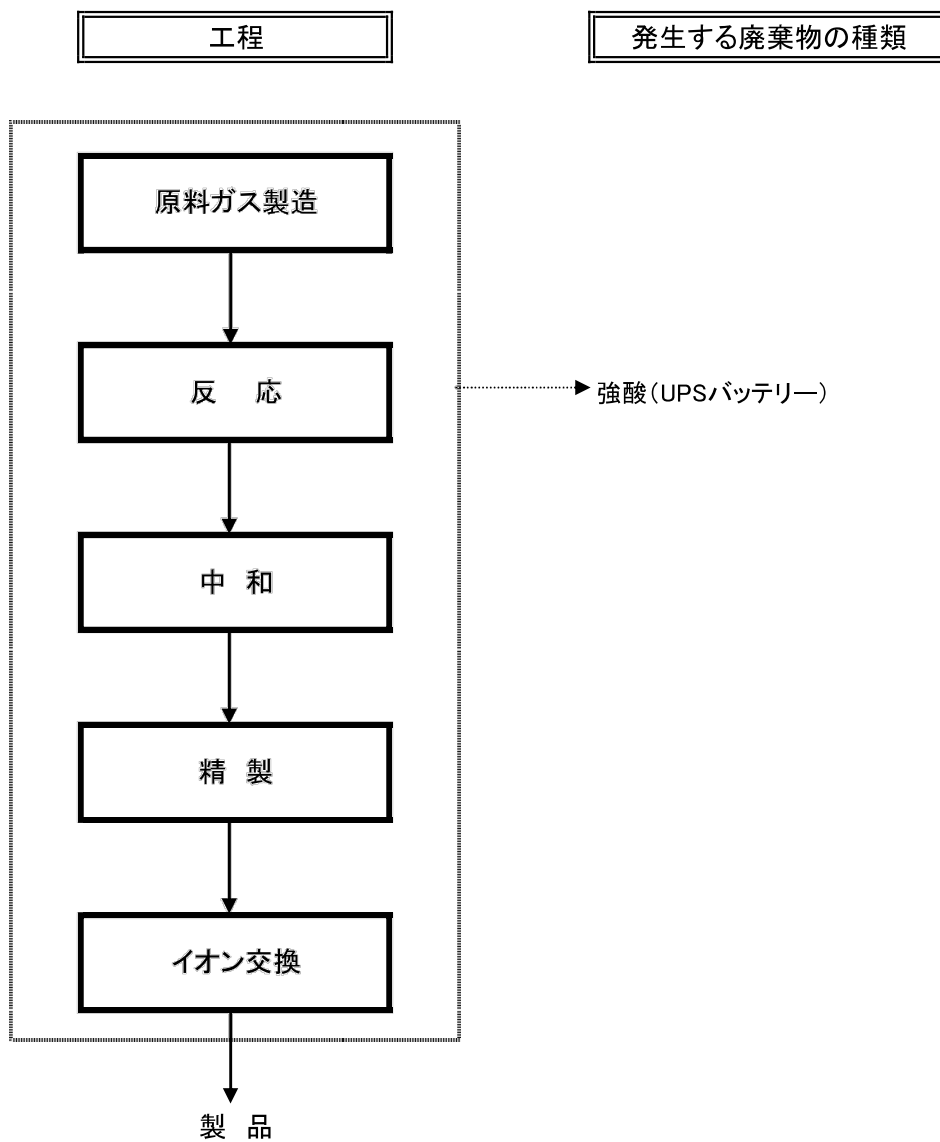 工程
発生する廃棄物の種類
原料ガス製造
反　応
強酸（UPSバッテリー）
中　和
精　製
イオン交換
製　品